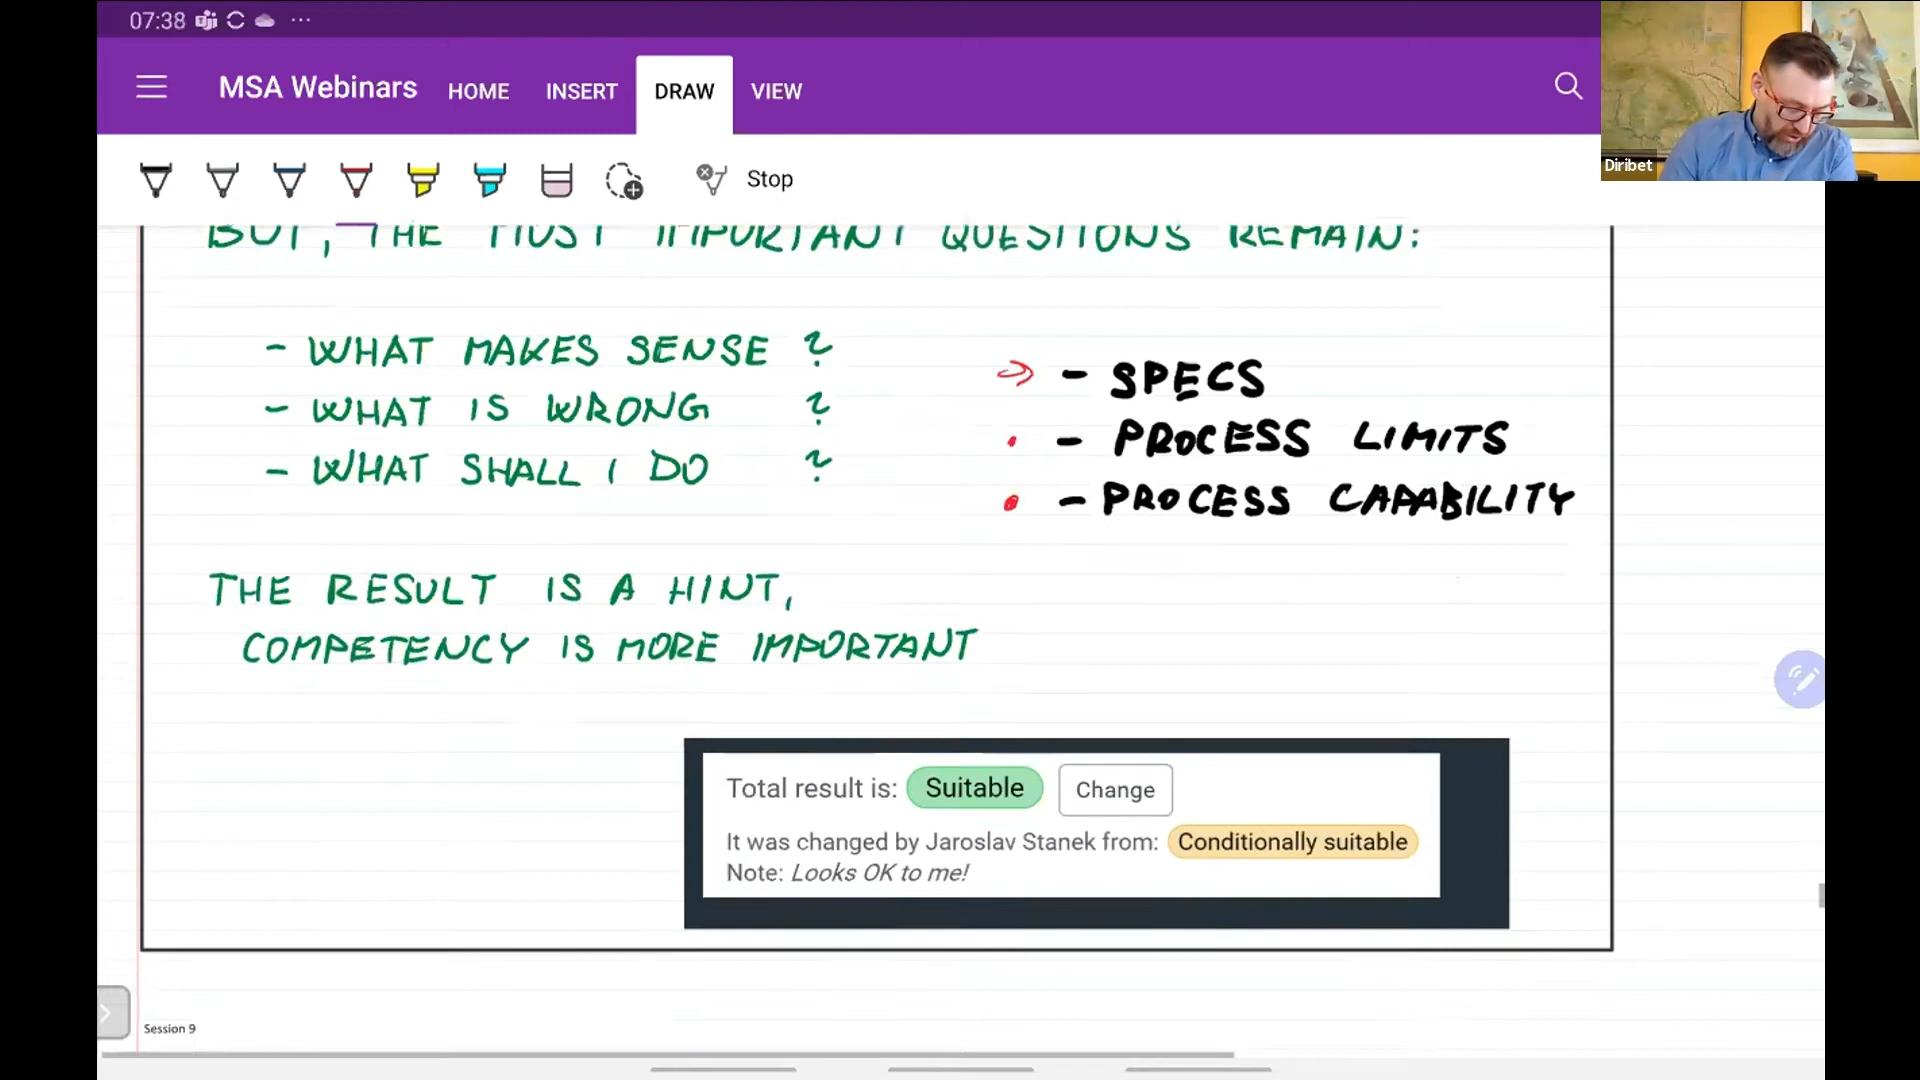 07:38
MSA Webinars HOME INSERT DRAW VIEW
Stop
Diribet
BUT, THE MOST IMPORTANT QUESTIONS REMAIN:
- WHAT MAKES SENSE ?
- WHAT IS WRONG ?
- WHAT SHALL I DO ?
- SPECS
- PROCESS LIMITS
- PROCESS CAPABILITY
THE RESULT IS A HINT,
COMPETENCY IS MORE IMPORTANT
Total result is: Suitable Change
It was changed by Jaroslav Stanek from: Conditionally suitable
Note: Looks OK to me!
Session 9